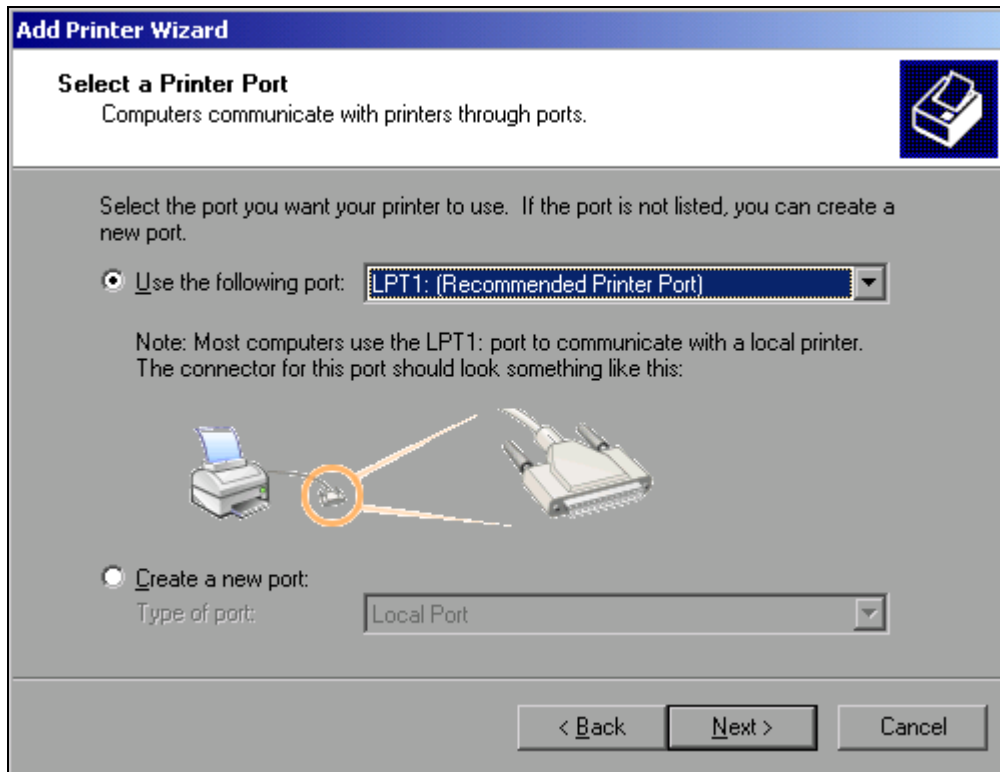 Add Printer Wizard
Select a Printer Port
Computers communicate with printers through ports.
Select the port you want your printer to use.  If the port is not listed, you can create a
new port.
Use the following port: LPT1: (Recommended Printer Port)
Note: Most computers use the LPT1: port to communicate with a local printer.
The connector for this port should look something like this:
Create a new port:
Type of port: Local Port
< Back Next > Cancel